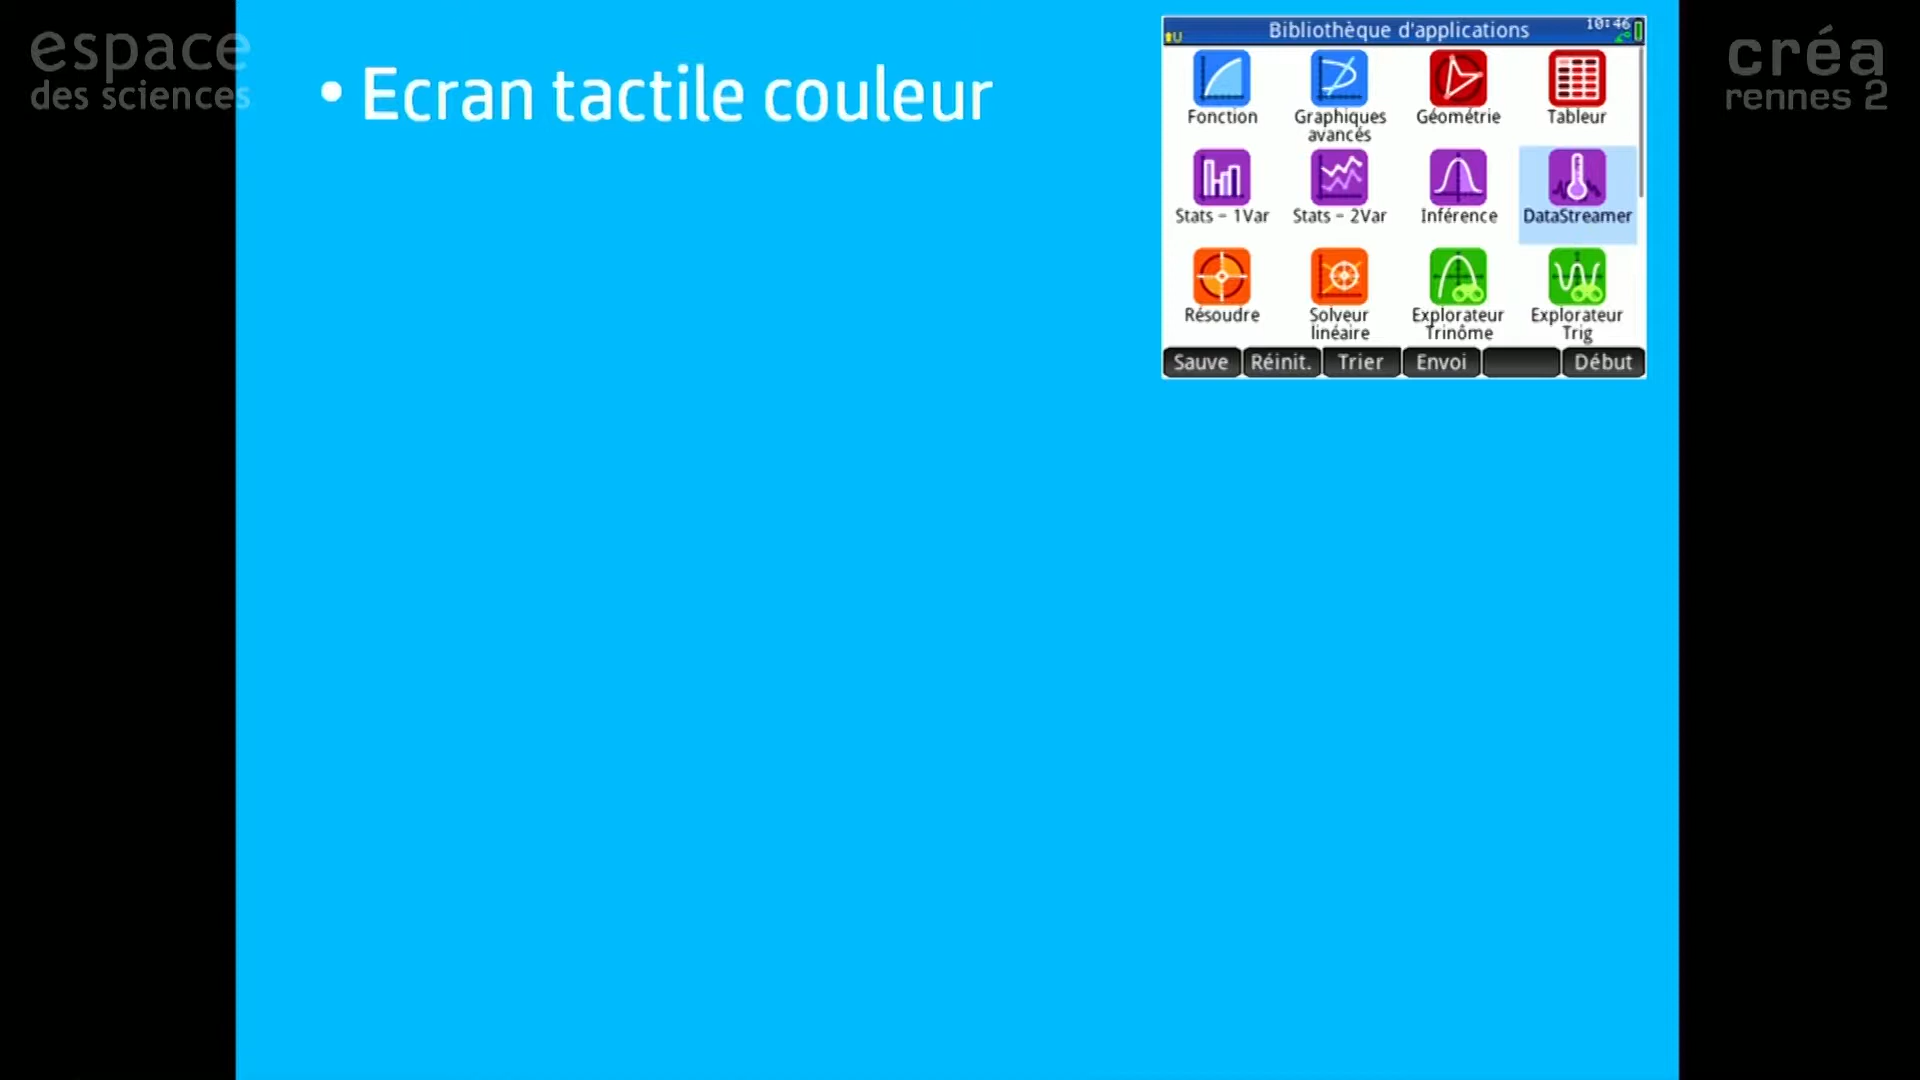 espace
des sciences
• Ecran tactile couleur
créa
rennes 2
Bibliothèque d'applications
10:46
U
Fonction
Graphiques
avancés
Géométrie
Tableur
Stats - 1Var
Stats - 2Var
Inférence
DataStreamer
Résoudre
Solveur
linéaire
Explorateur
Trinôme
Explorateur
Trig
Sauve
Réinit.
Trier
Envoi
Début